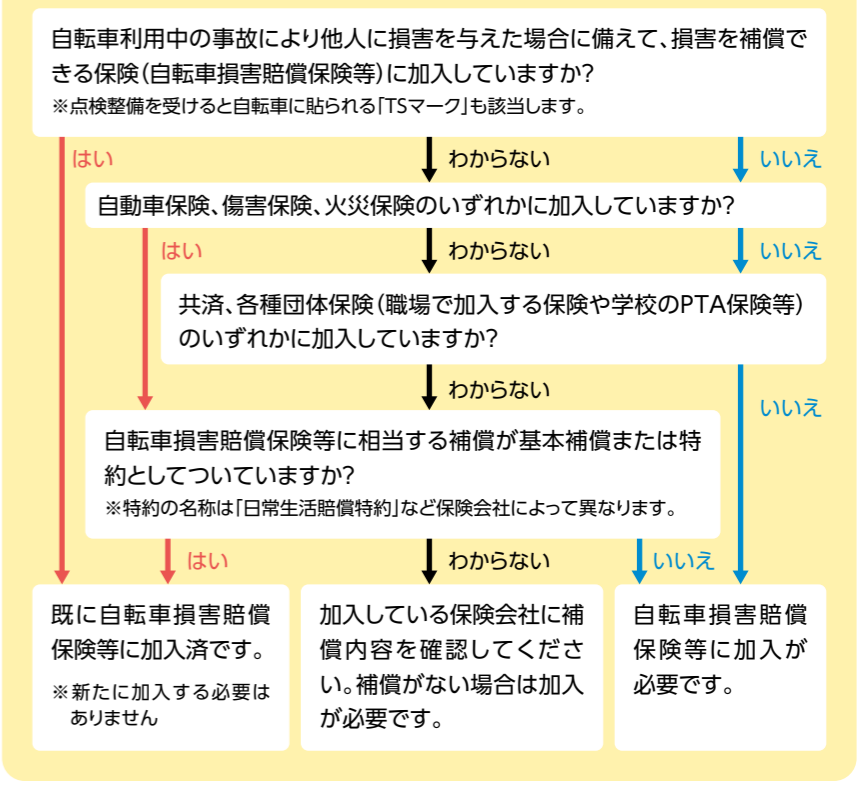 自転車利用中の事故により他人に損害を与えた場合に備えて、損害を補償で
きる保険(自転車損害賠償保険等)に加入していますか?
※点検整備を受けると自転車に貼られる「TSマーク」も該当します。
はい
わからない
いいえ
自動車保険、傷害保険、火災保険のいずれかに加入していますか?
はい
わからない
いいえ
共済、各種団体保険(職場で加入する保険や学校のPTA保険等)
のいずれかに加入していますか?
わからない
いいえ
自転車損害賠償保険等に相当する補償が基本補償または特
約としてついていますか?
※特約の名称は「日常生活賠償特約」など保険会社によって異なります。
はい
わからない
いいえ
既に自転車損害賠償
保険等に加入済です。
※新たに加入する必要は
ありません
加入している保険会社に補
償内容を確認してくださ
い。補償がない場合は加入
が必要です。
自転車損害賠償
保険等に加入が
必要です。